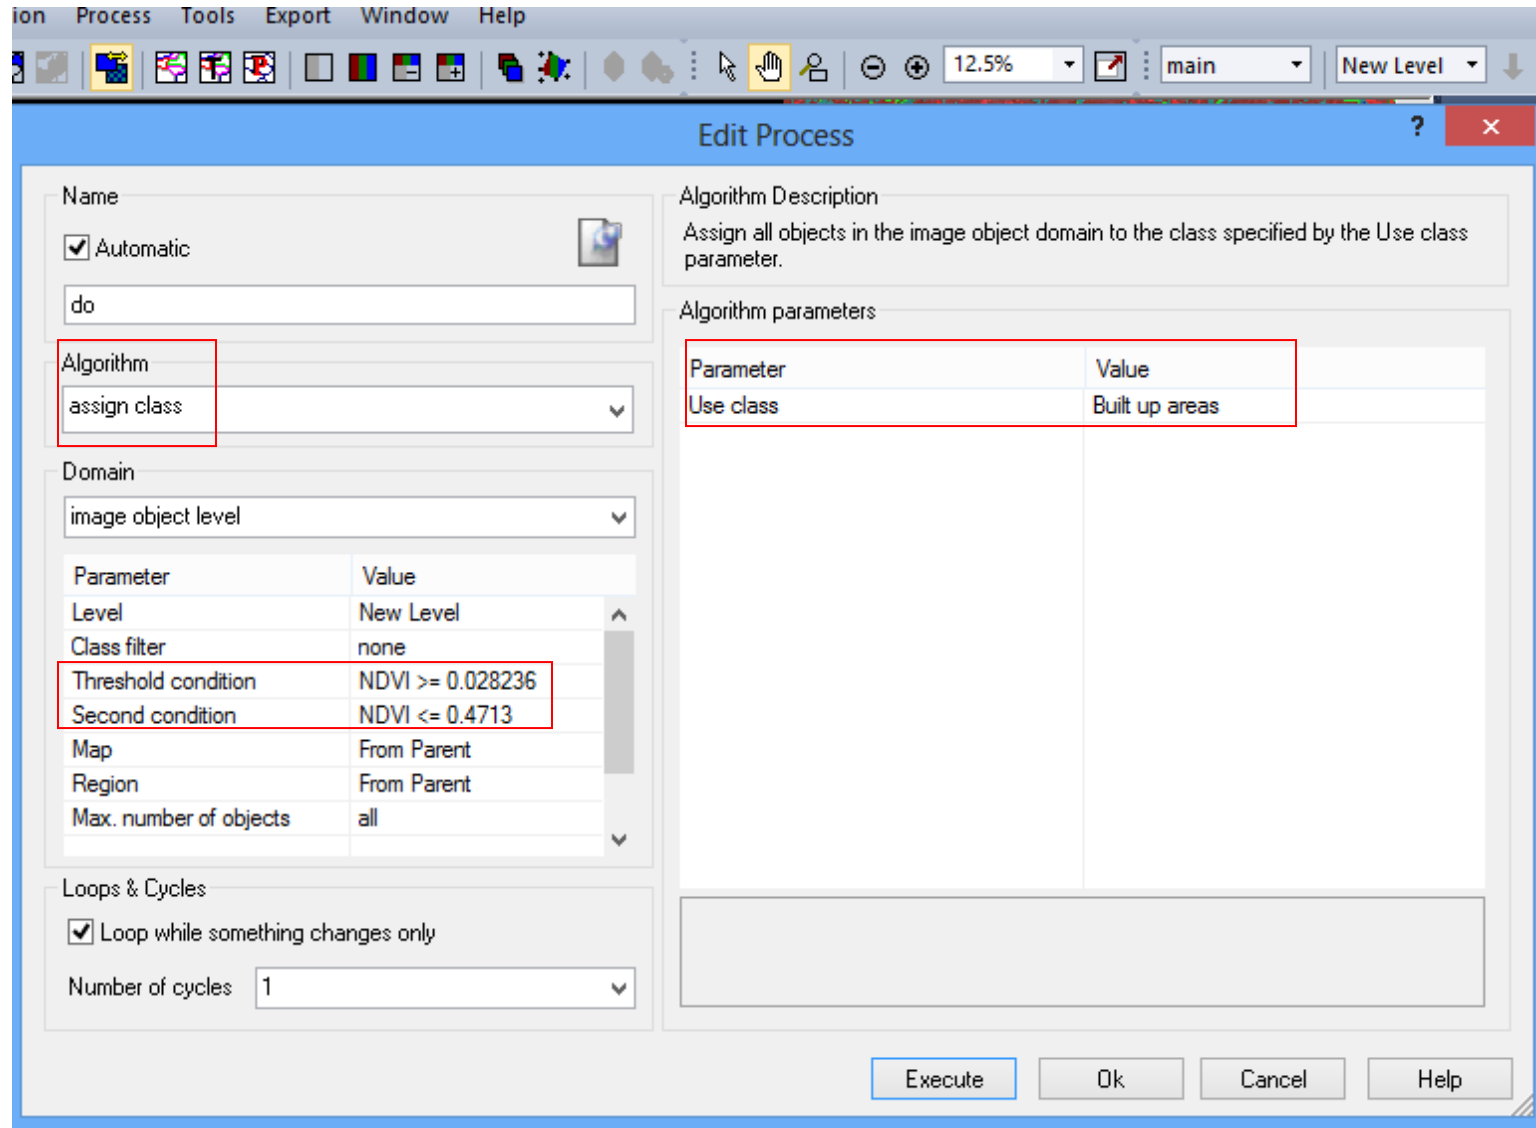 ion Process Tools Export Window Help
12.5% main New Level
Edit Process ?
Name
Automatic
do
Algorithm
assign class
Domain
image object level
Parameter Value
Level New Level
Class filter none
Threshold condition NDVI >= 0.028236
Second condition NDVI <= 0.4713
Map From Parent
Region From Parent
Max. number of objects all
Loops & Cycles
Loop while something changes only
Number of cycles 1
Algorithm Description
Assign all objects in the image object domain to the class specified by the Use class
parameter.
Algorithm parameters
Parameter Value
Use class Built up areas
Execute Ok Cancel Help